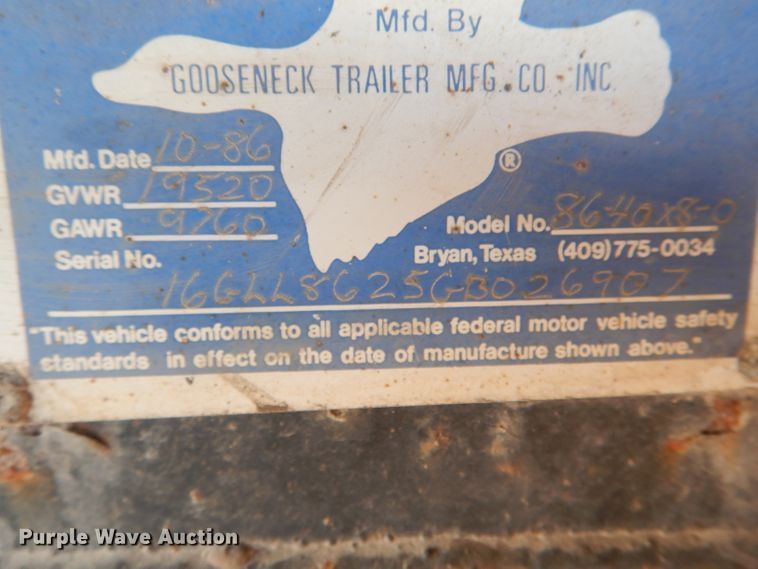 Mfd. By
GOOSENECK TRAILER MFG. CO., INC.
®
Mfd. Date 10-86
GVWR 19520
GAWR 9760
Model No. 8640x8-0
Serial No.
Bryan, Texas (409)775-0034
16GLL8625GB026907
"This vehicle conforms to all applicable federal motor vehicle safety
standards in effect on the date of manufacture shown above."
Purple Wave Auction